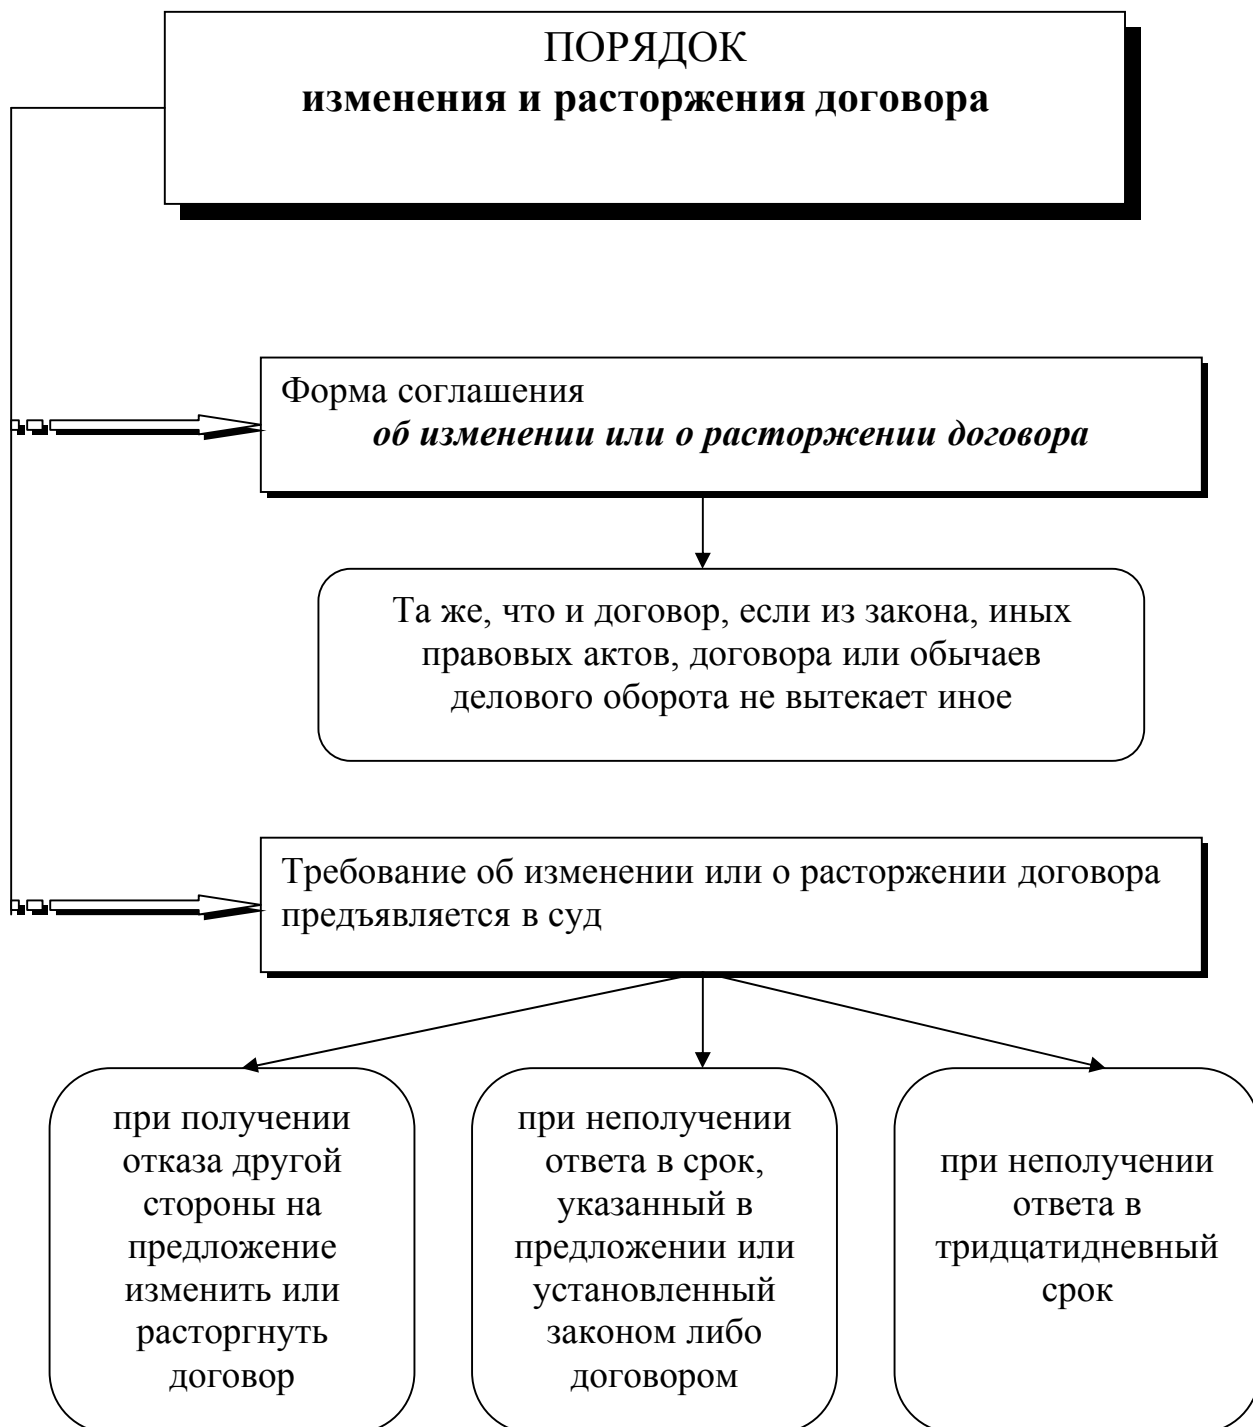 ПОРЯДОК
изменения и расторжения договора
Форма соглашения
об изменении или о расторжении договора
Та же, что и договор, если из закона, иных
правовых актов, договора или обычаев
делового оборота не вытекает иное
Требование об изменении или о расторжении договора
предъявляется в суд
при получении
отказа другой
стороны на
предложение
изменить или
расторгнуть
договор
при неполучении
ответа в срок,
указанный в
предложении или
установленный
законом либо
договором
при неполучении
ответа в
тридцатидневный
срок